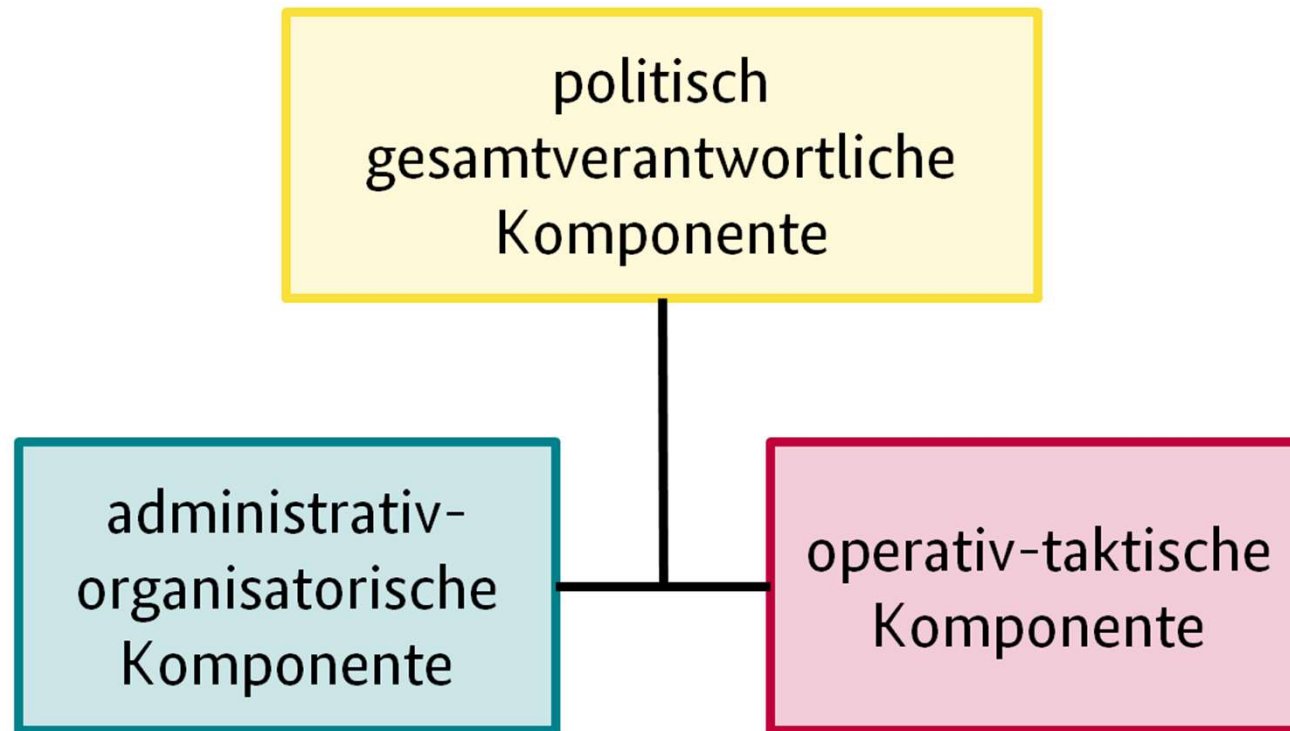 politisch
gesamtverantwortliche
Komponente
administrativ-
organisatorische
Komponente
operativ-taktische
Komponente